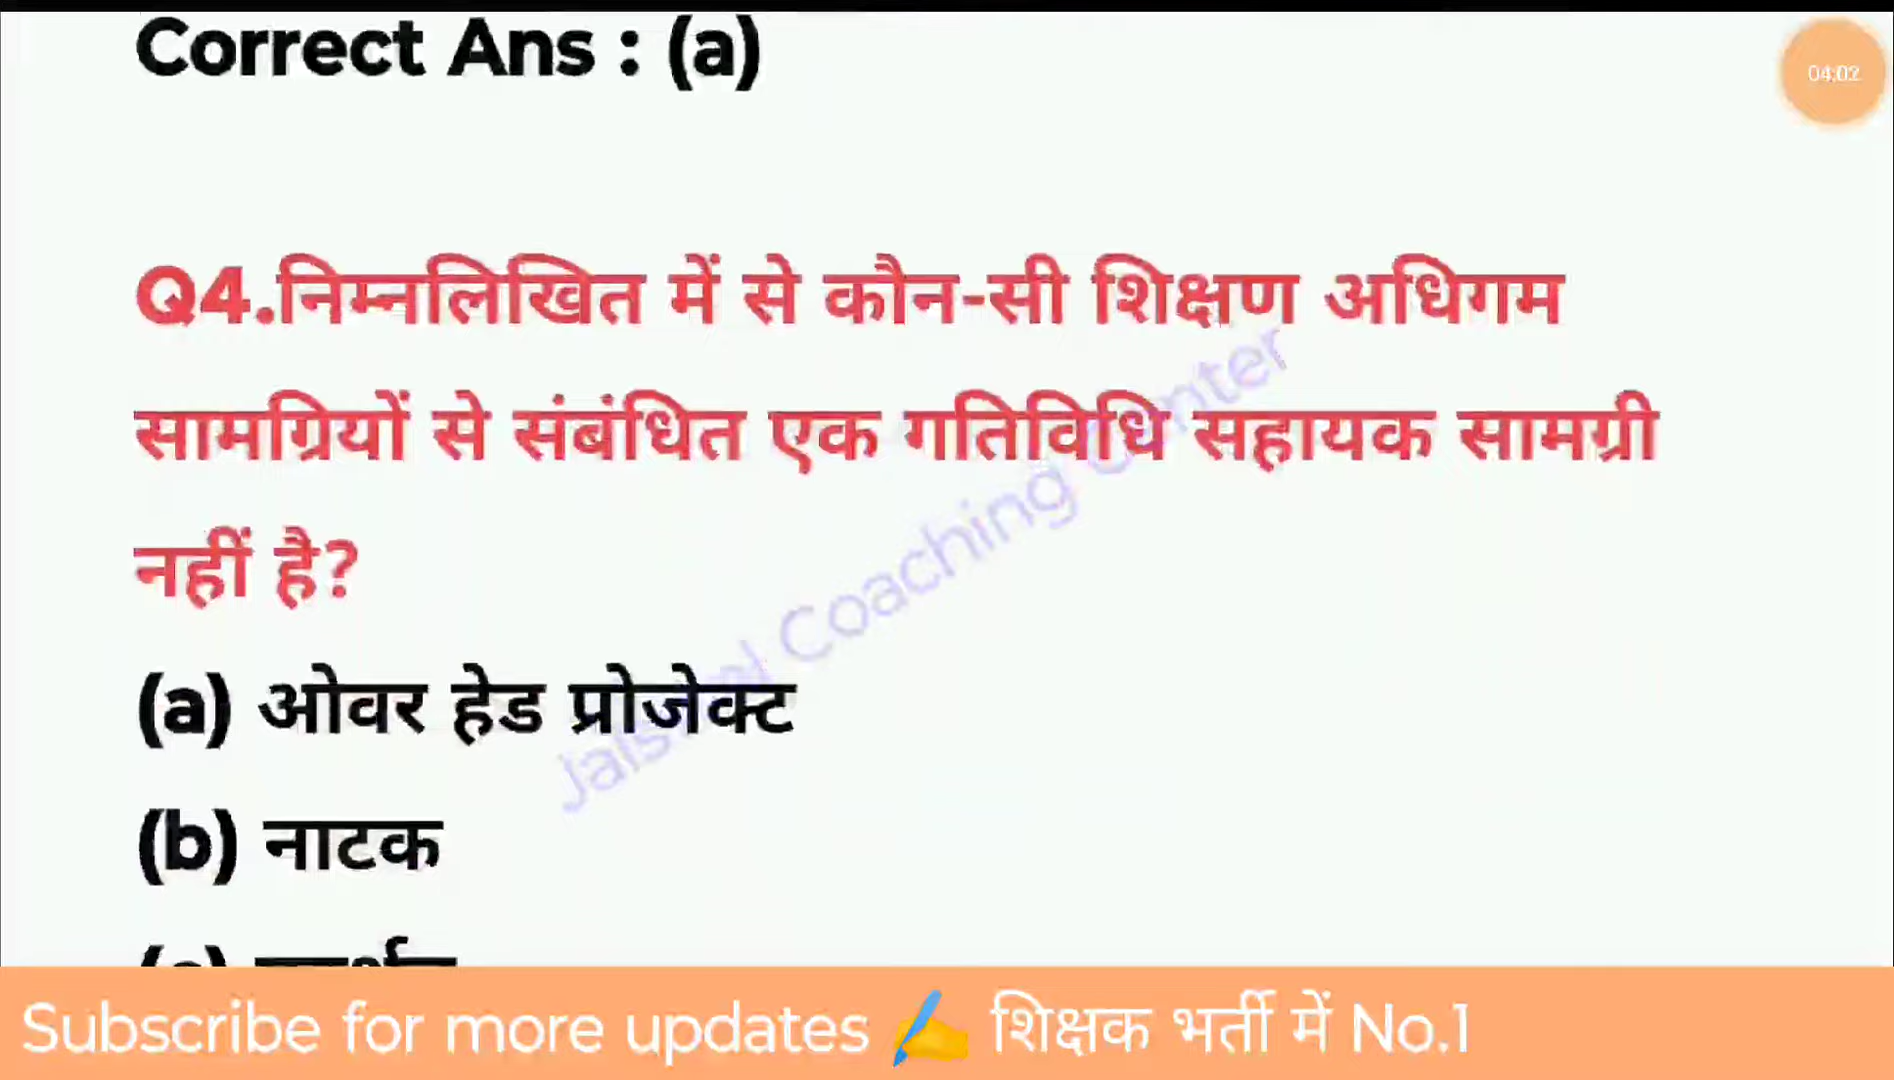 Correct Ans : (a)
04:02
Q4.निम्नलिखित में से कौन-सी शिक्षण अधिगम
सामग्रियों से संबंधित एक गतिविधि सहायक सामग्री
नहीं है?
(a) ओवर हेड प्रोजेक्ट
(b) नाटक
Coaching
Subscribe for more updates ✍️ शिक्षक भर्ती में No.1